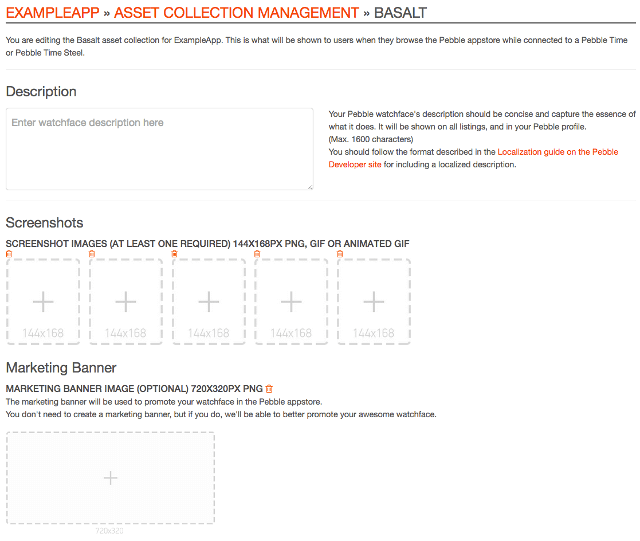 EXAMPLEAPP » ASSET COLLECTION MANAGEMENT » BASALT
You are editing the Basalt asset collection for ExampleApp. This is what will be shown to users when they browse the Pebble appstore while connected to a Pebble Time
or Pebble Time Steel.
Description
Enter watchface description here
Your Pebble watchface's description should be concise and capture the essence of
what it does. It will be shown on all listings, and in your Pebble profile.
(Max. 1600 characters)
You should follow the format described in the Localization guide on the Pebble
Developer site for including a localized description.
Screenshots
SCREENSHOT IMAGES (AT LEAST ONE REQUIRED) 144X168PX PNG, GIF OR ANIMATED GIF
144x168 144x168 144x168 144x168 144x168
Marketing Banner
MARKETING BANNER IMAGE (OPTIONAL) 720X320PX PNG
The marketing banner will be used to promote your watchface in the Pebble appstore.
You don't need to create a marketing banner, but if you do, we'll be able to better promote your awesome watchface.
720x320